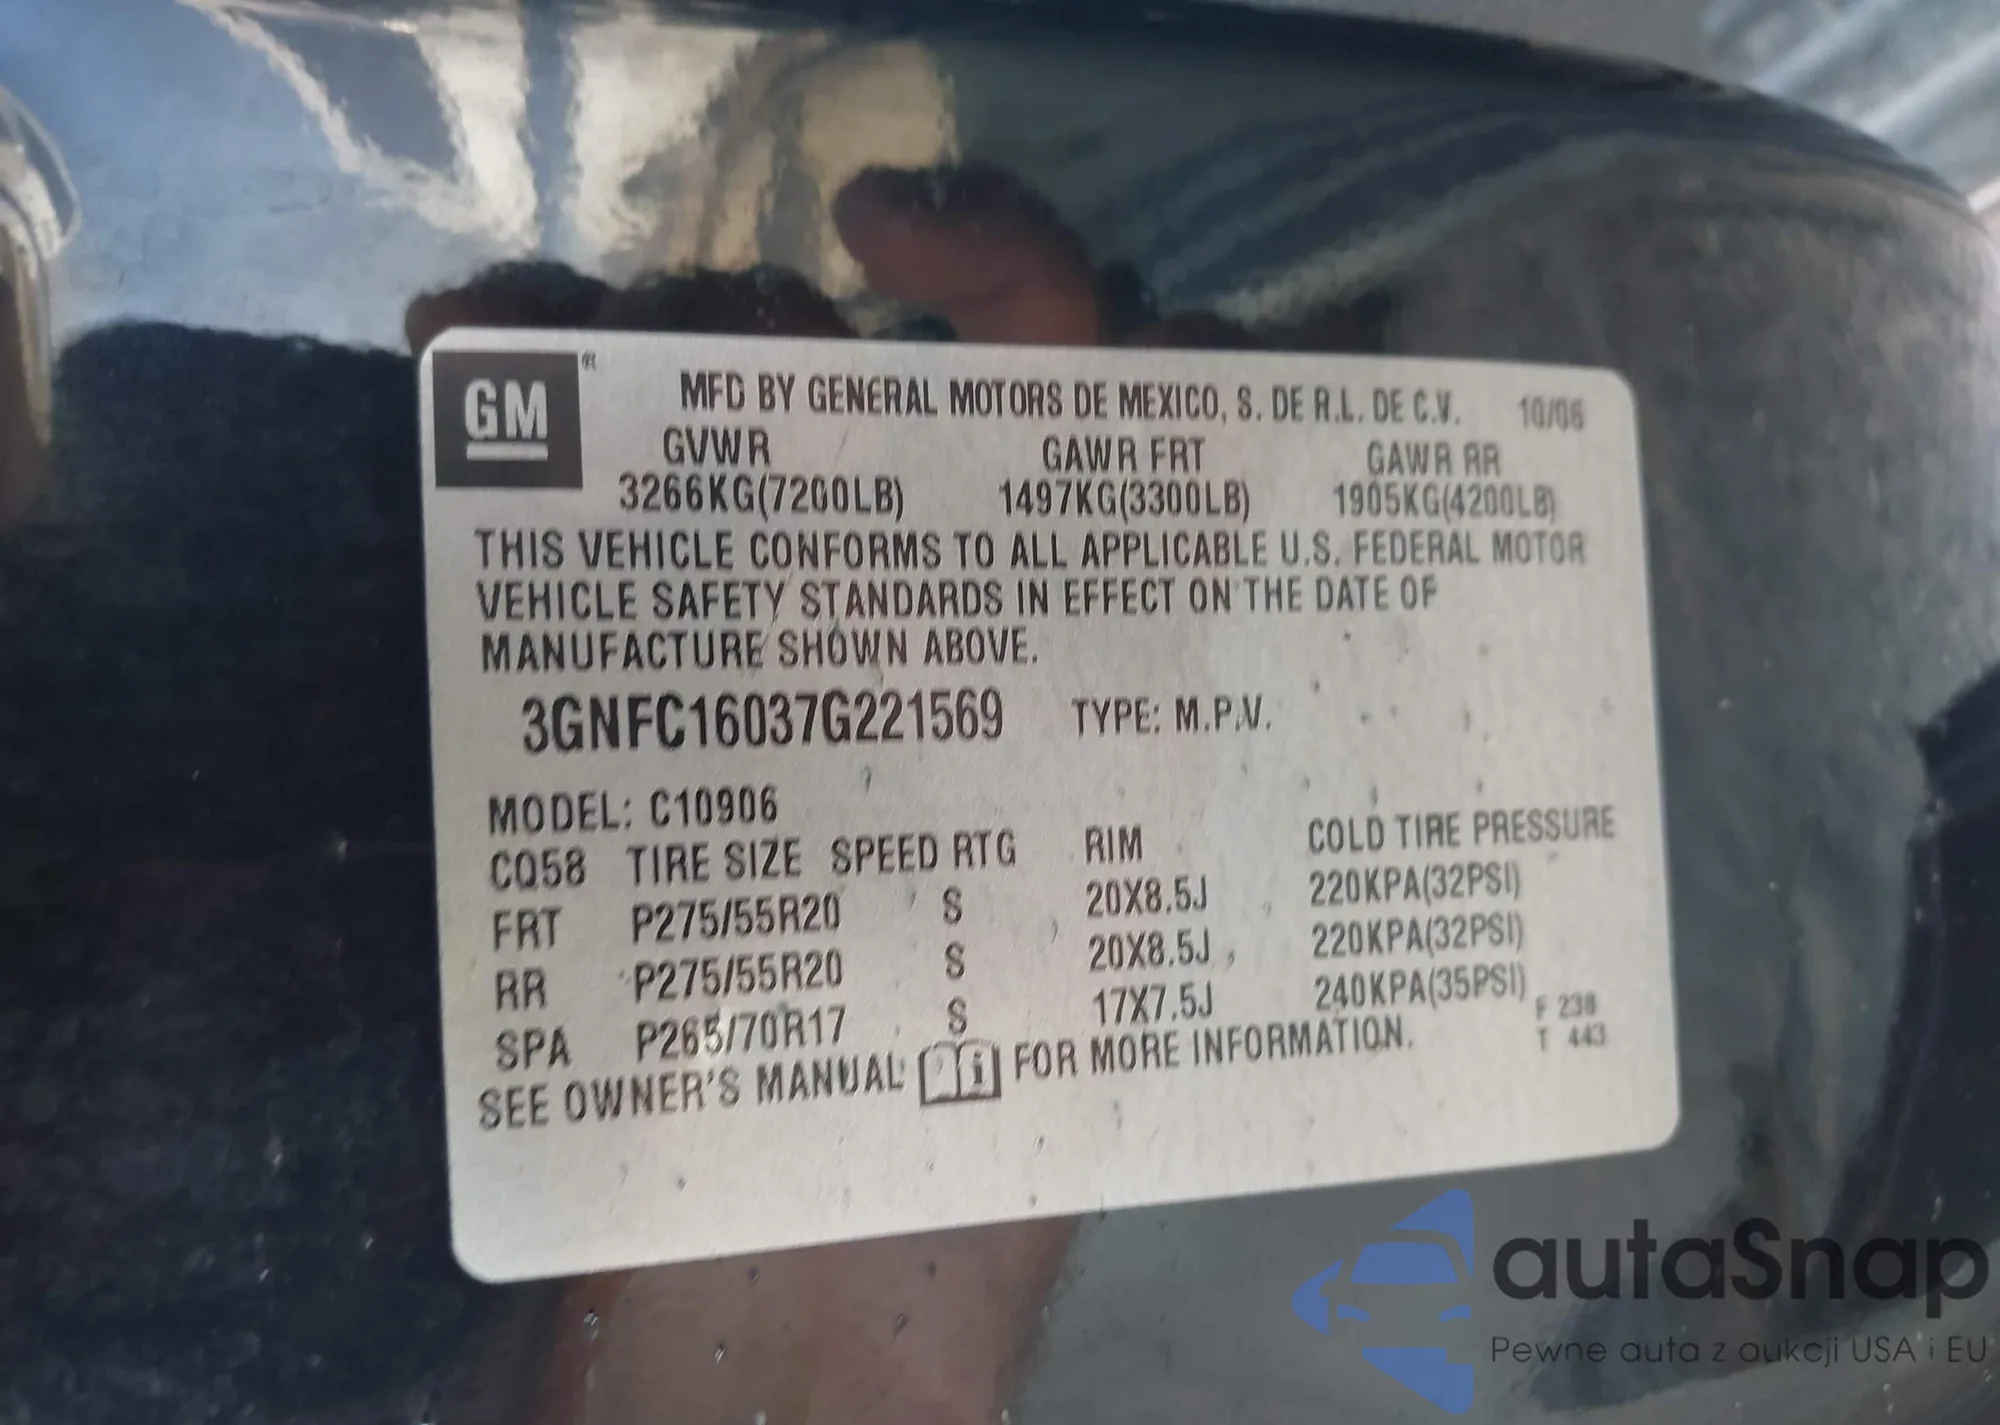 GM®
MFD BY GENERAL MOTORS DE MEXICO, S. DE R.L. DE C.V. 10/06
GVWR GAWR FRT GAWR RR
3266KG(7200LB) 1497KG(3300LB) 1905KG(4200LB)
THIS VEHICLE CONFORMS TO ALL APPLICABLE U.S. FEDERAL MOTOR
VEHICLE SAFETY STANDARDS IN EFFECT ON THE DATE OF
MANUFACTURE SHOWN ABOVE.
3GNFC16037G221569 TYPE: M.P.V.
MODEL: C10906
CQ58 TIRE SIZE SPEED RTG RIM COLD TIRE PRESSURE
FRT P275/55R20 S 20X8.5J 220KPA(32PSI)
RR P275/55R20 S 20X8.5J 220KPA(32PSI)
SPA P265/70R17 S 17X7.5J 240KPA(35PSI)
F 238
T 443
SEE OWNER'S MANUAL i FOR MORE INFORMATION.
autaSnap
Pewne auta z aukcji USA i EU